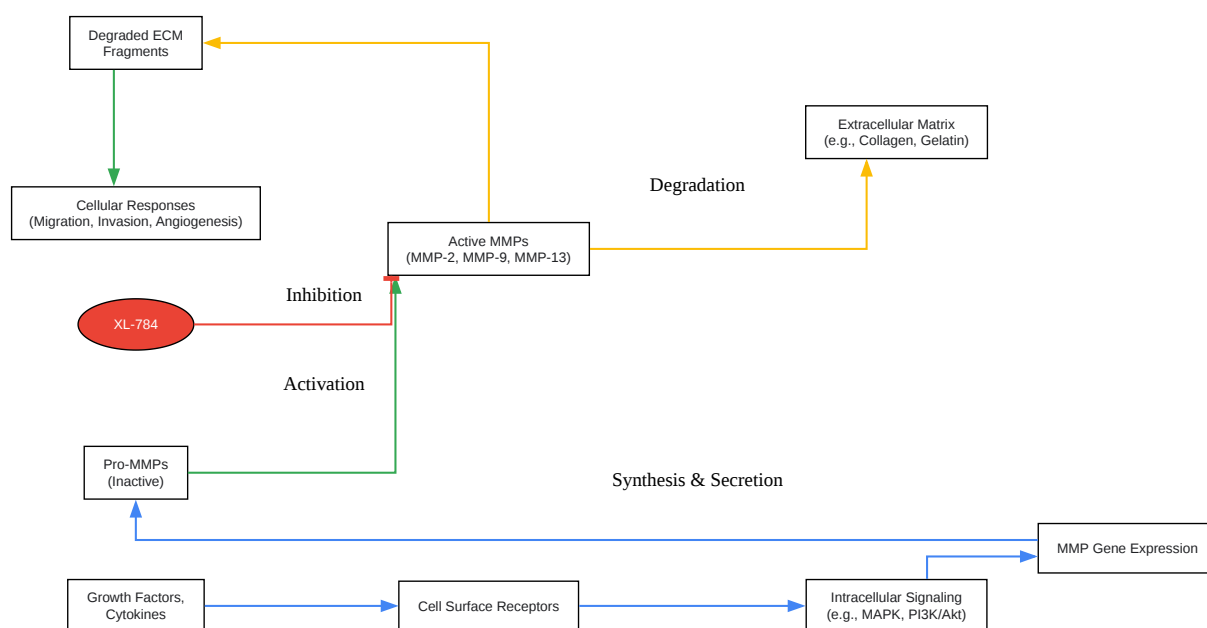 Degraded ECM
Fragments
Extracellular Matrix
(e.g., Collagen, Gelatin)
Degradation
Cellular Responses
(Migration, Invasion, Angiogenesis)
Active MMPs
(MMP-2, MMP-9, MMP-13)
Inhibition
XL-784
Activation
Pro-MMPs
(Inactive)
Synthesis & Secretion
MMP Gene Expression
Growth Factors,
Cytokines
Cell Surface Receptors
Intracellular Signaling
(e.g., MAPK, PI3K/Akt)